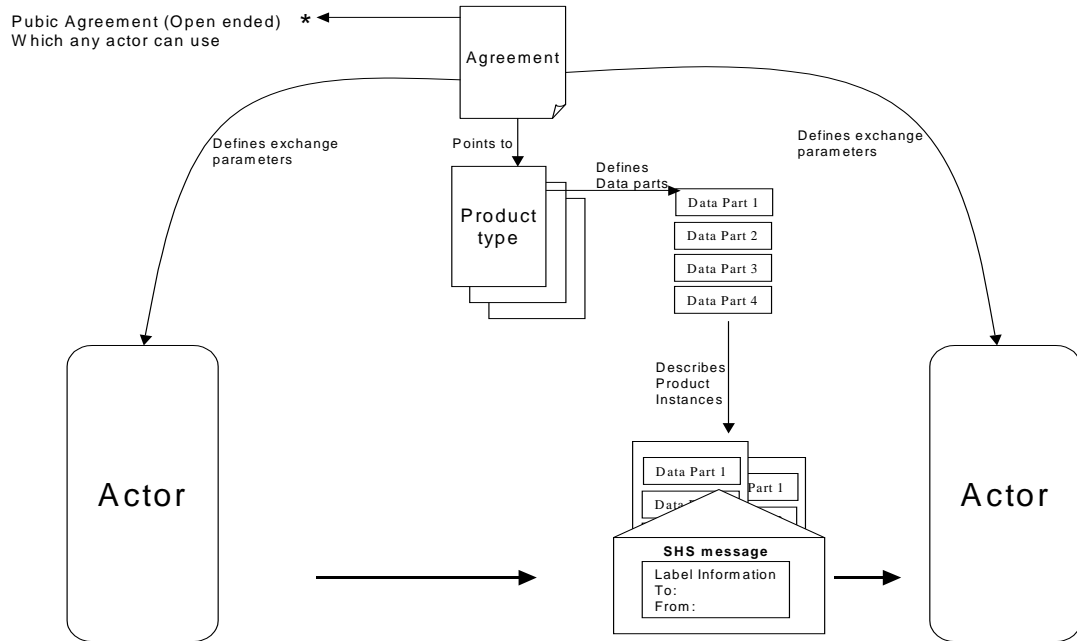 Pubic Agreement (Open ended) *
Which any actor can use
Agreement
Defines exchange
parameters
Points to
Defines exchange
parameters
Defines
Data parts
Product
type
Data Part 1
Data Part 2
Data Part 3
Data Part 4
Describes
Product
Instances
Actor
Data Part 1
Part 1
Data
SHS message
Label Information
To:
From:
Actor